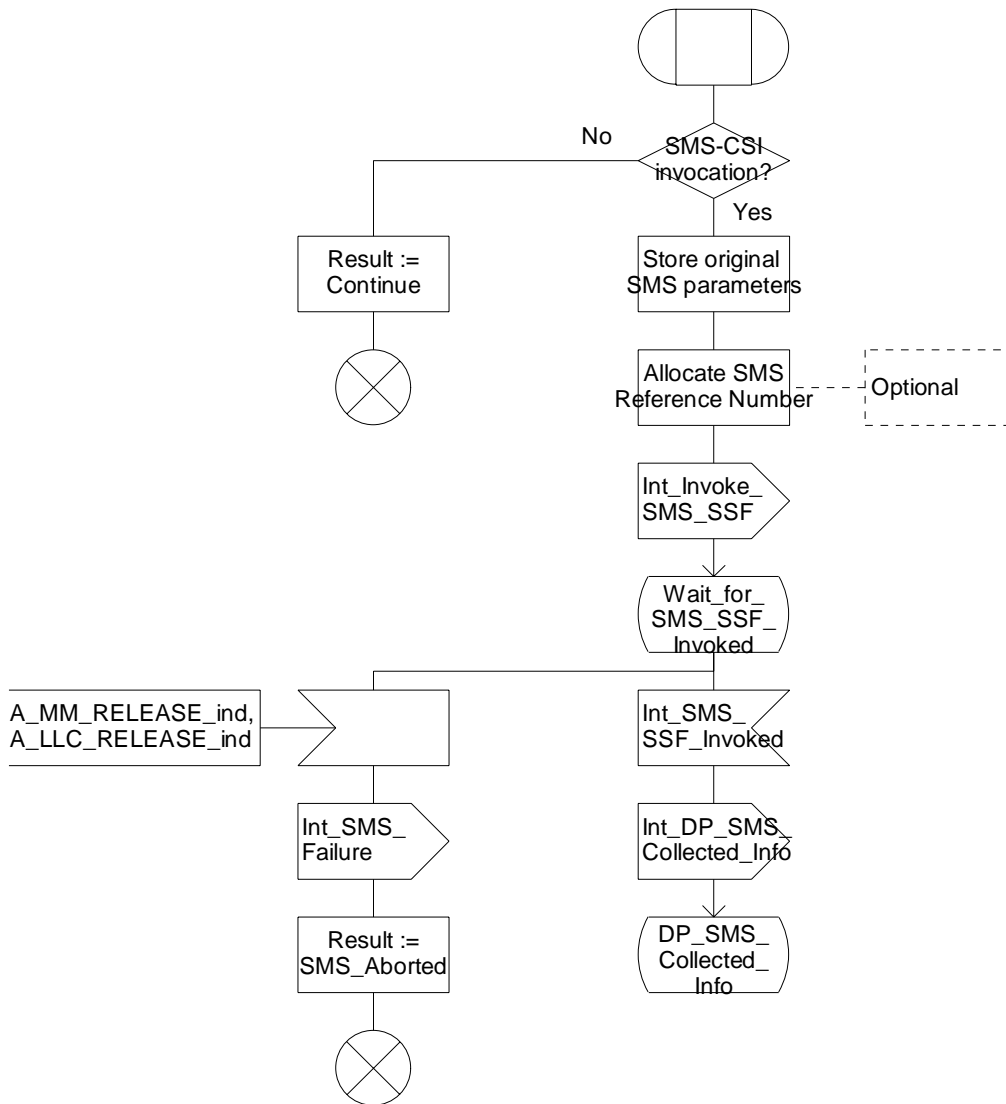 No
SMS-CSI
invocation?
Yes
Result :=
Continue
Store original
SMS parameters
Allocate SMS
Reference Number
Optional
Int_Invoke_
SMS_SSF
Wait_for_
SMS_SSF_
Invoked
A_MM_RELEASE_ind,
A_LLC_RELEASE_ind
Int_SMS_
SSF_Invoked
Int_SMS_
Failure
Int_DP_SMS_
Collected_Info
Result :=
SMS_Aborted
DP_SMS_
Collected_
Info